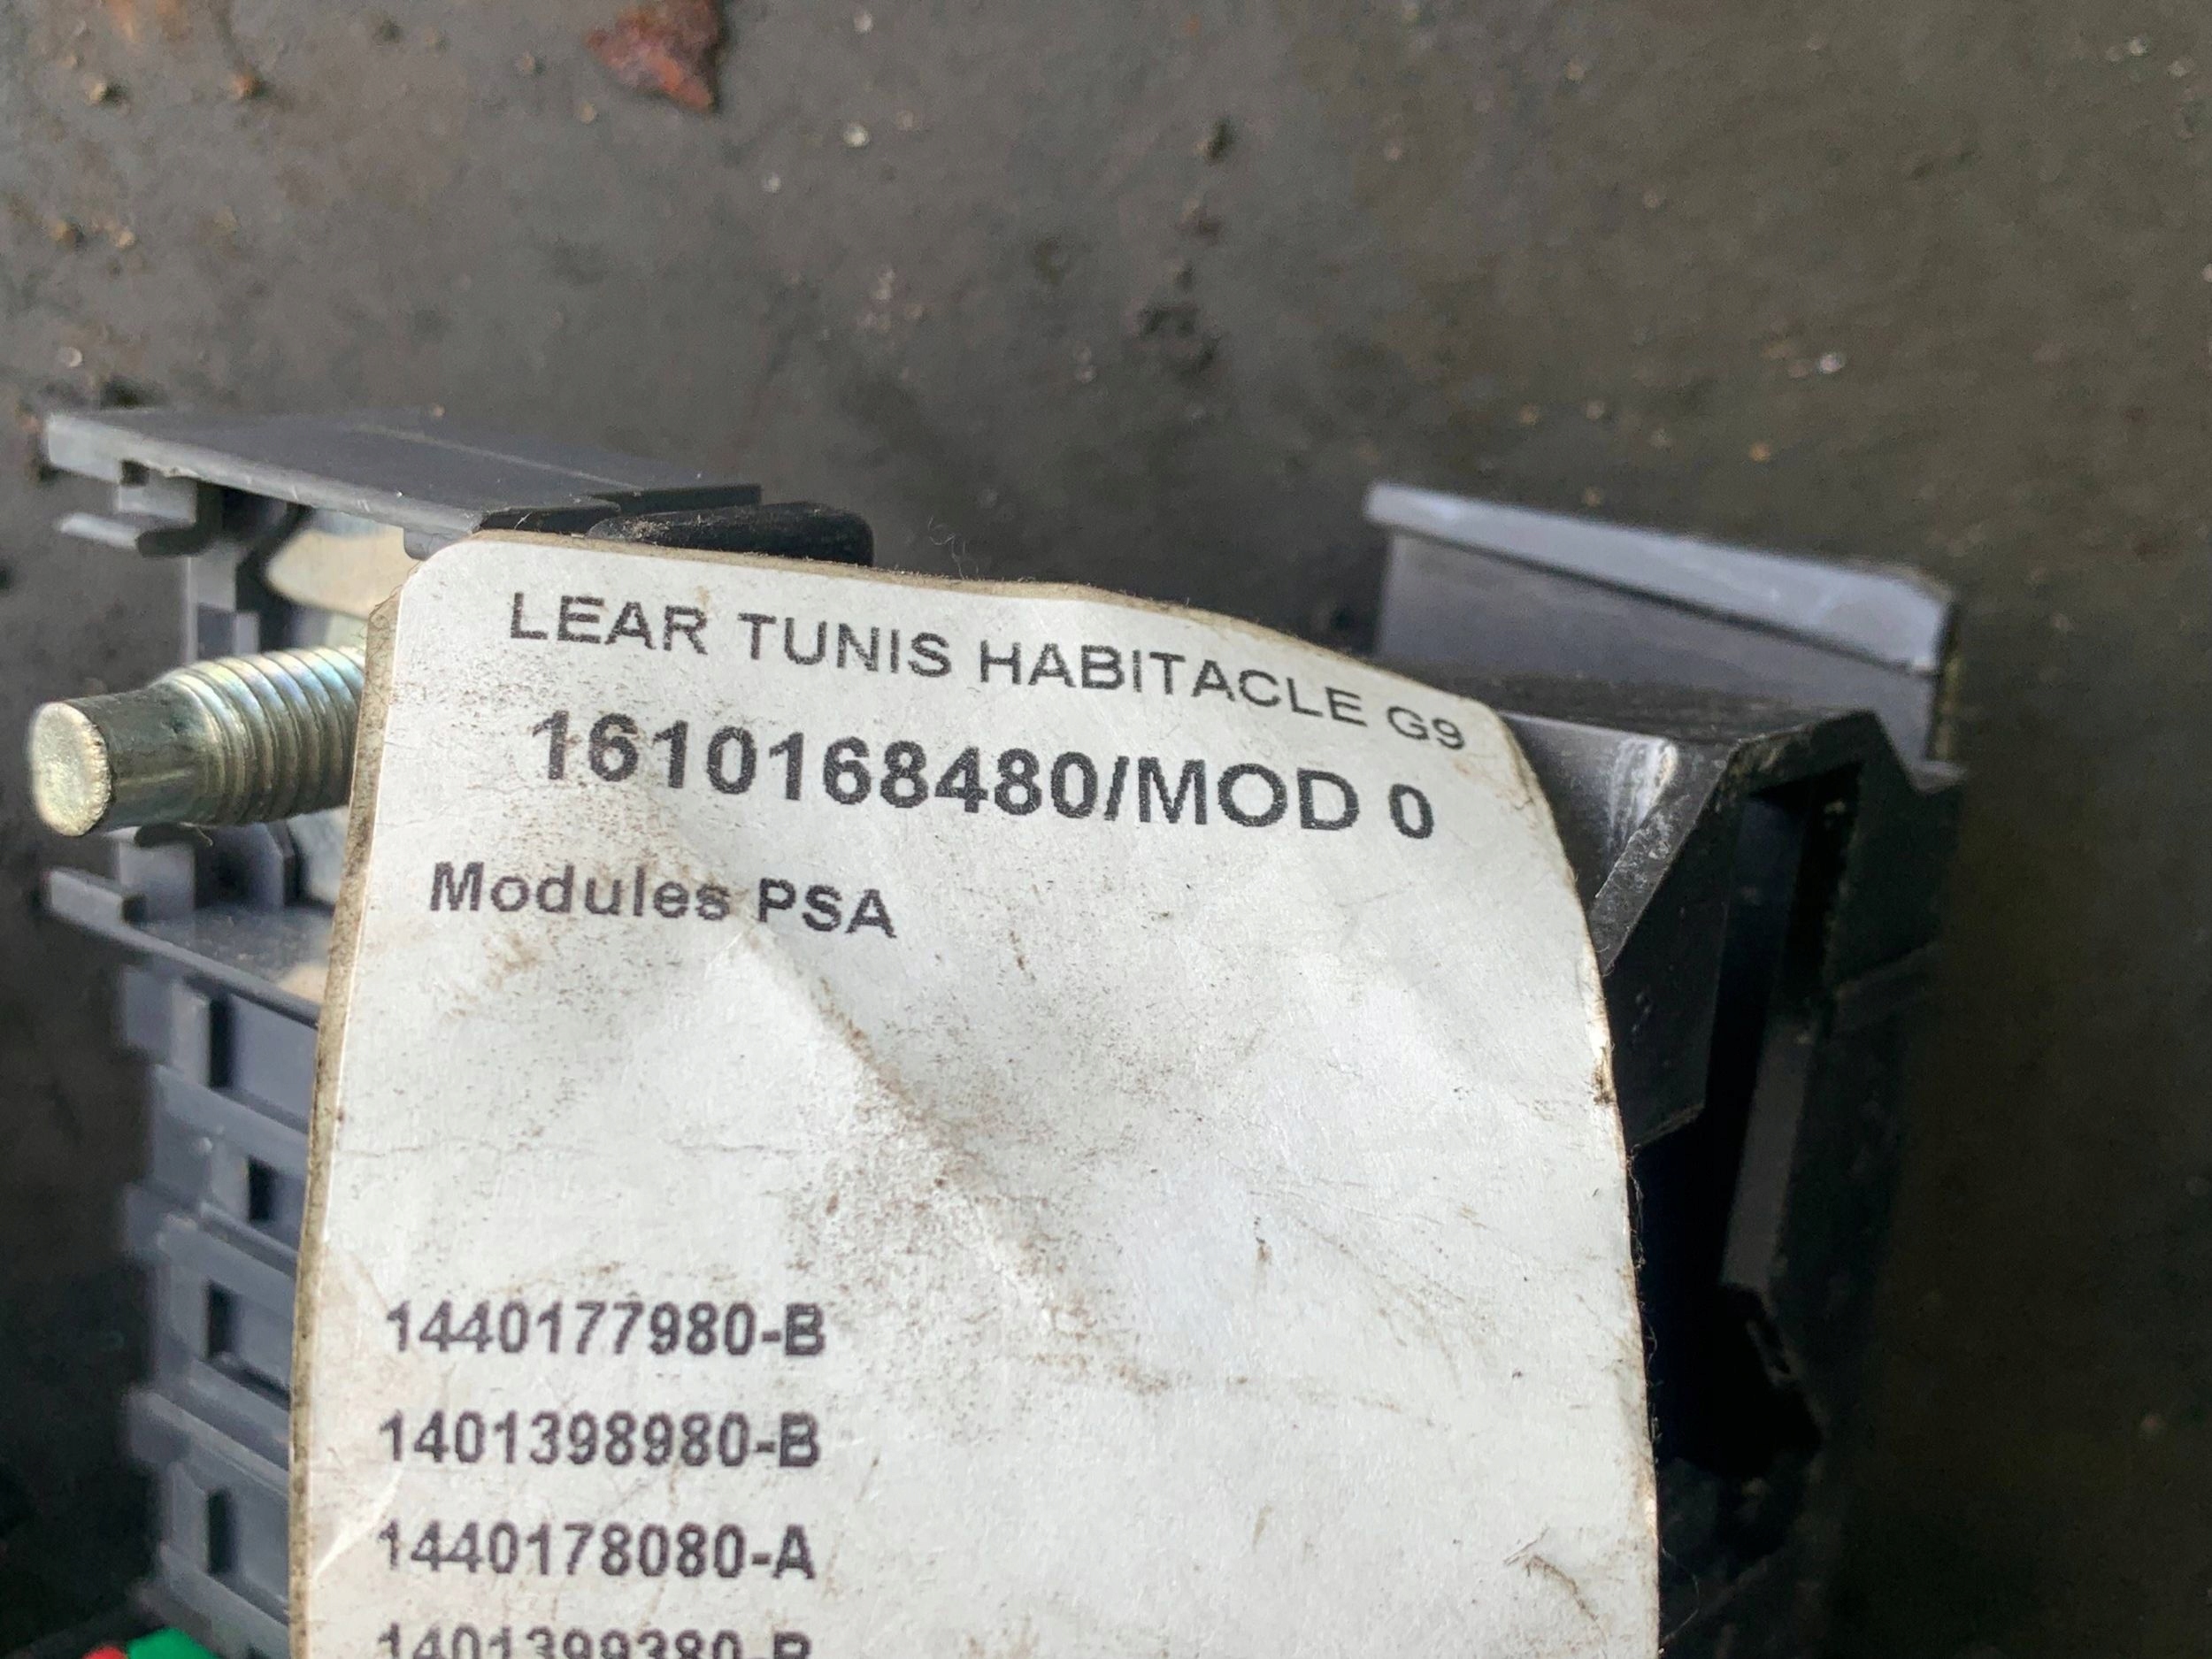 LEAR TUNIS HABITACLE G9
1610168480/MOD 0
Modules PSA
1440177980-B
1401398980-B
1440178080-A